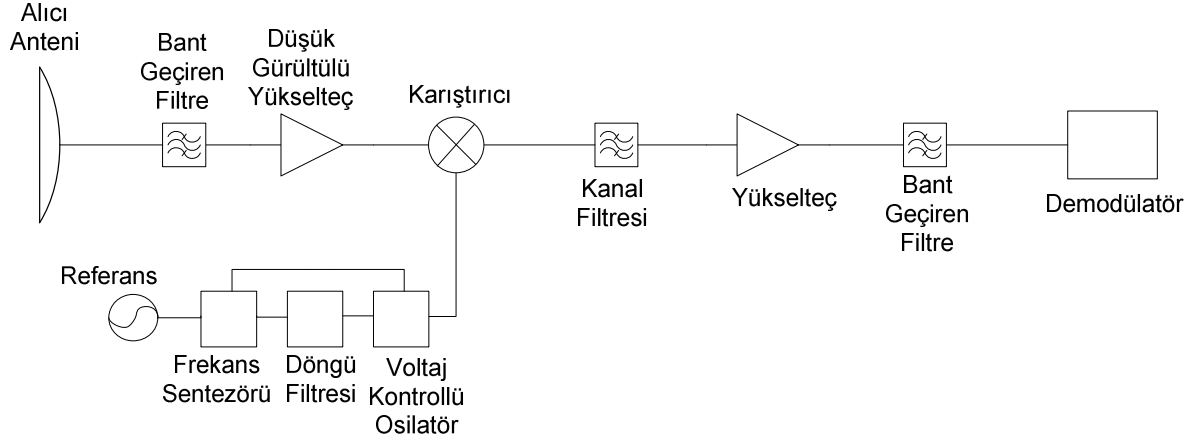 Alıcı
Anteni
Bant
Geçiren
Filtre
Düşük
Gürültülü
Yükselteç
Karıştırıcı
Kanal
Filtresi
Yükselteç
Bant
Geçiren
Filtre
Demodülatör
Referans
Frekans
Sentezörü
Döngü
Filtresi
Voltaj
Kontrollü
Osilatör